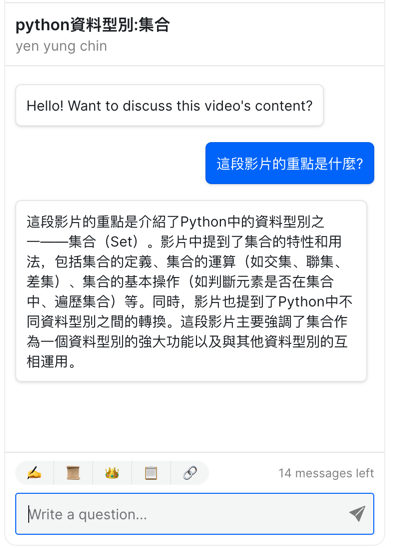 python資料型別:集合
yen yung chin
Hello! Want to discuss this video's content?
這段影片的重點是什麼?
這段影片的重點是介紹了Python中的資料型別之
一——集合（Set）。影片中提到了集合的特性和用
法，包括集合的定義、集合的運算（如交集、聯集、
差集）、集合的基本操作（如判斷元素是否在集合
中、遍歷集合）等。同時，影片也提到了Python中不
同資料型別之間的轉換。這段影片主要強調了集合作
為一個資料型別的強大功能以及與其他資料型別的互
相運用。
14 messages left
Write a question...